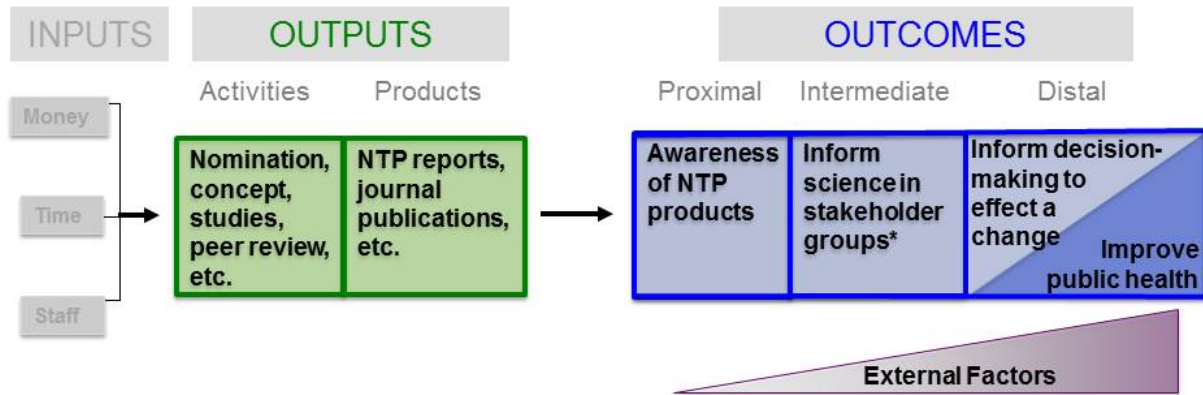 INPUTS
OUTPUTS
OUTCOMES
Activities
Products
Proximal
Intermediate
Distal
Money
Time
Staff
Nomination,
concept,
studies,
peer review,
etc.
NTP reports,
journal
publications,
etc.
Awareness
of NTP
products
Inform
science in
stakeholder
groups*
Inform decision-
making to
effect a
change
Improve
public health
External Factors